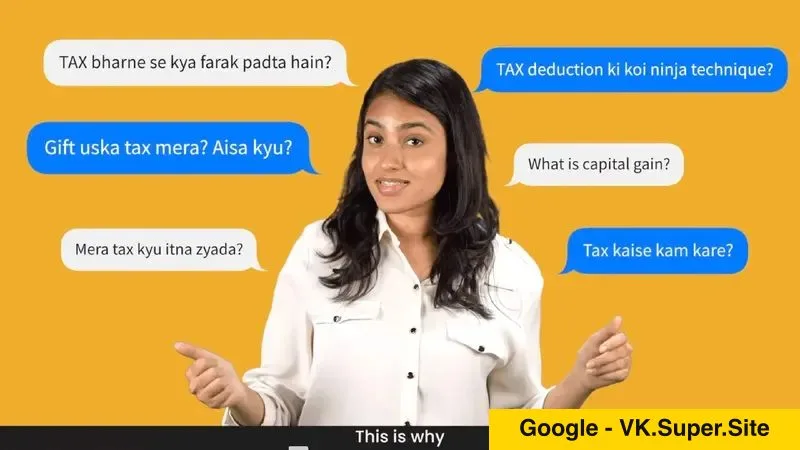 TAX bharne se kya farak padta hain?
TAX deduction ki koi ninja technique?
Gift uska tax mera? Aisa kyu?
What is capital gain?
Mera tax kyu itna zyada?
Tax kaise kam kare?
This is why
Google - VK.Super.Site